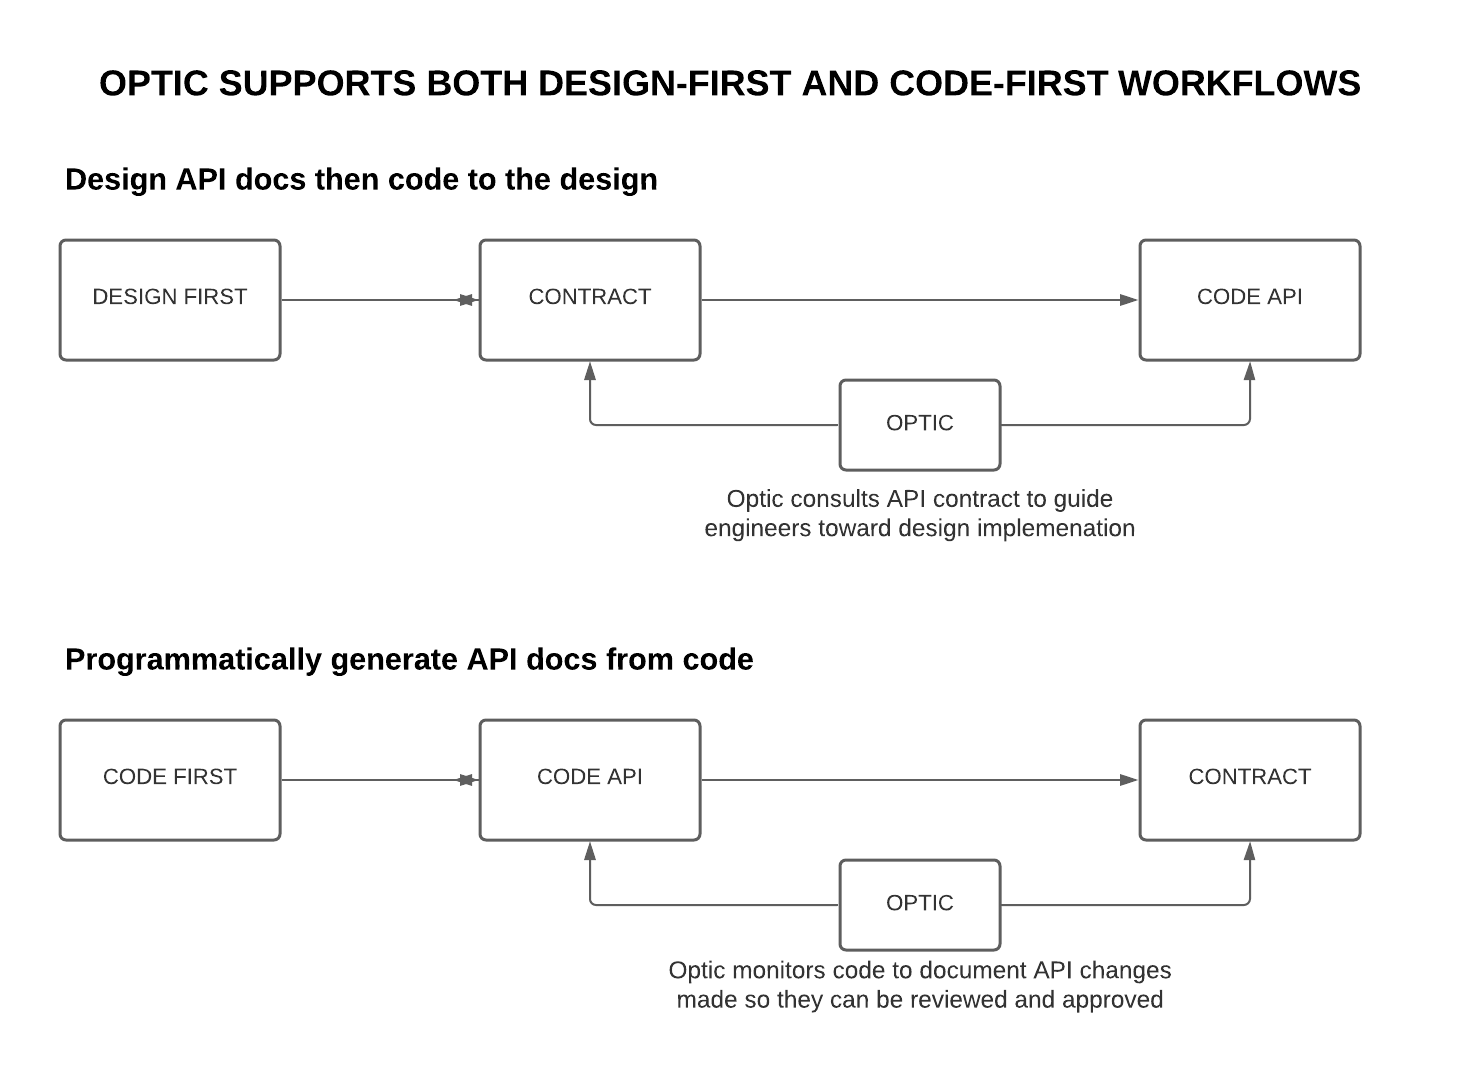 OPTIC SUPPORTS BOTH DESIGN-FIRST AND CODE-FIRST WORKFLOWS
Design API docs then code to the design
DESIGN FIRST
CONTRACT
CODE API
OPTIC
Optic consults API contract to guide
engineers toward design implemenation
Programmatically generate API docs from code
CODE FIRST
CODE API
CONTRACT
OPTIC
Optic monitors code to document API changes
made so they can be reviewed and approved